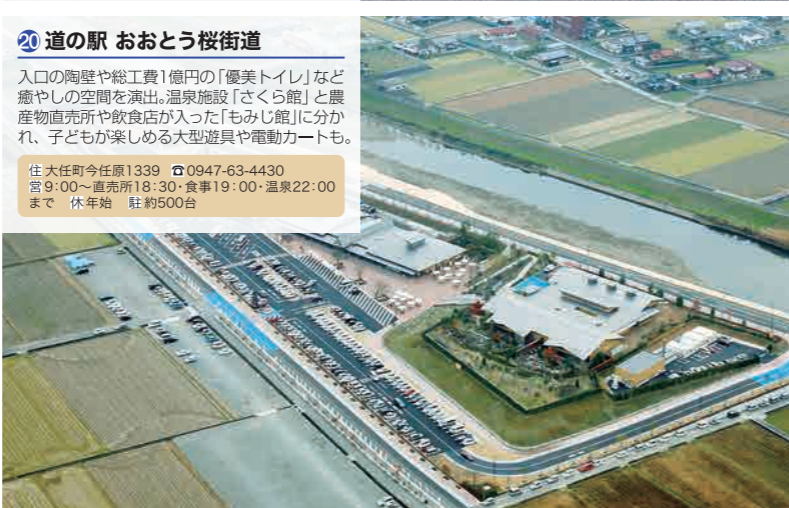 ⑳ 道の駅 おおとう桜街道
入口の陶壁や総工費1億円の「優美トイレ」など
癒やしの空間を演出。温泉施設「さくら館」と農
産物直売所や飲食店が入った「もみじ館」に分か
れ、子どもが楽しめる大型遊具や電動カートも。
住 大任町今任原1339 ☎0947-63-4430
営 9:00～直売所18:30・食事19:00・温泉22:00
まで 休 年始 駐 約500台